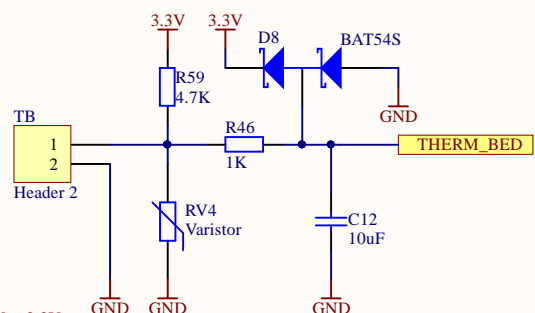 3.3V
3.3V
D8
BAT54S
R59
4.7K
GND
TB
1
2
Header 2
R46
1K
THERM_BED
RV4
Varistor
C12
10uF
GND
GND
GND